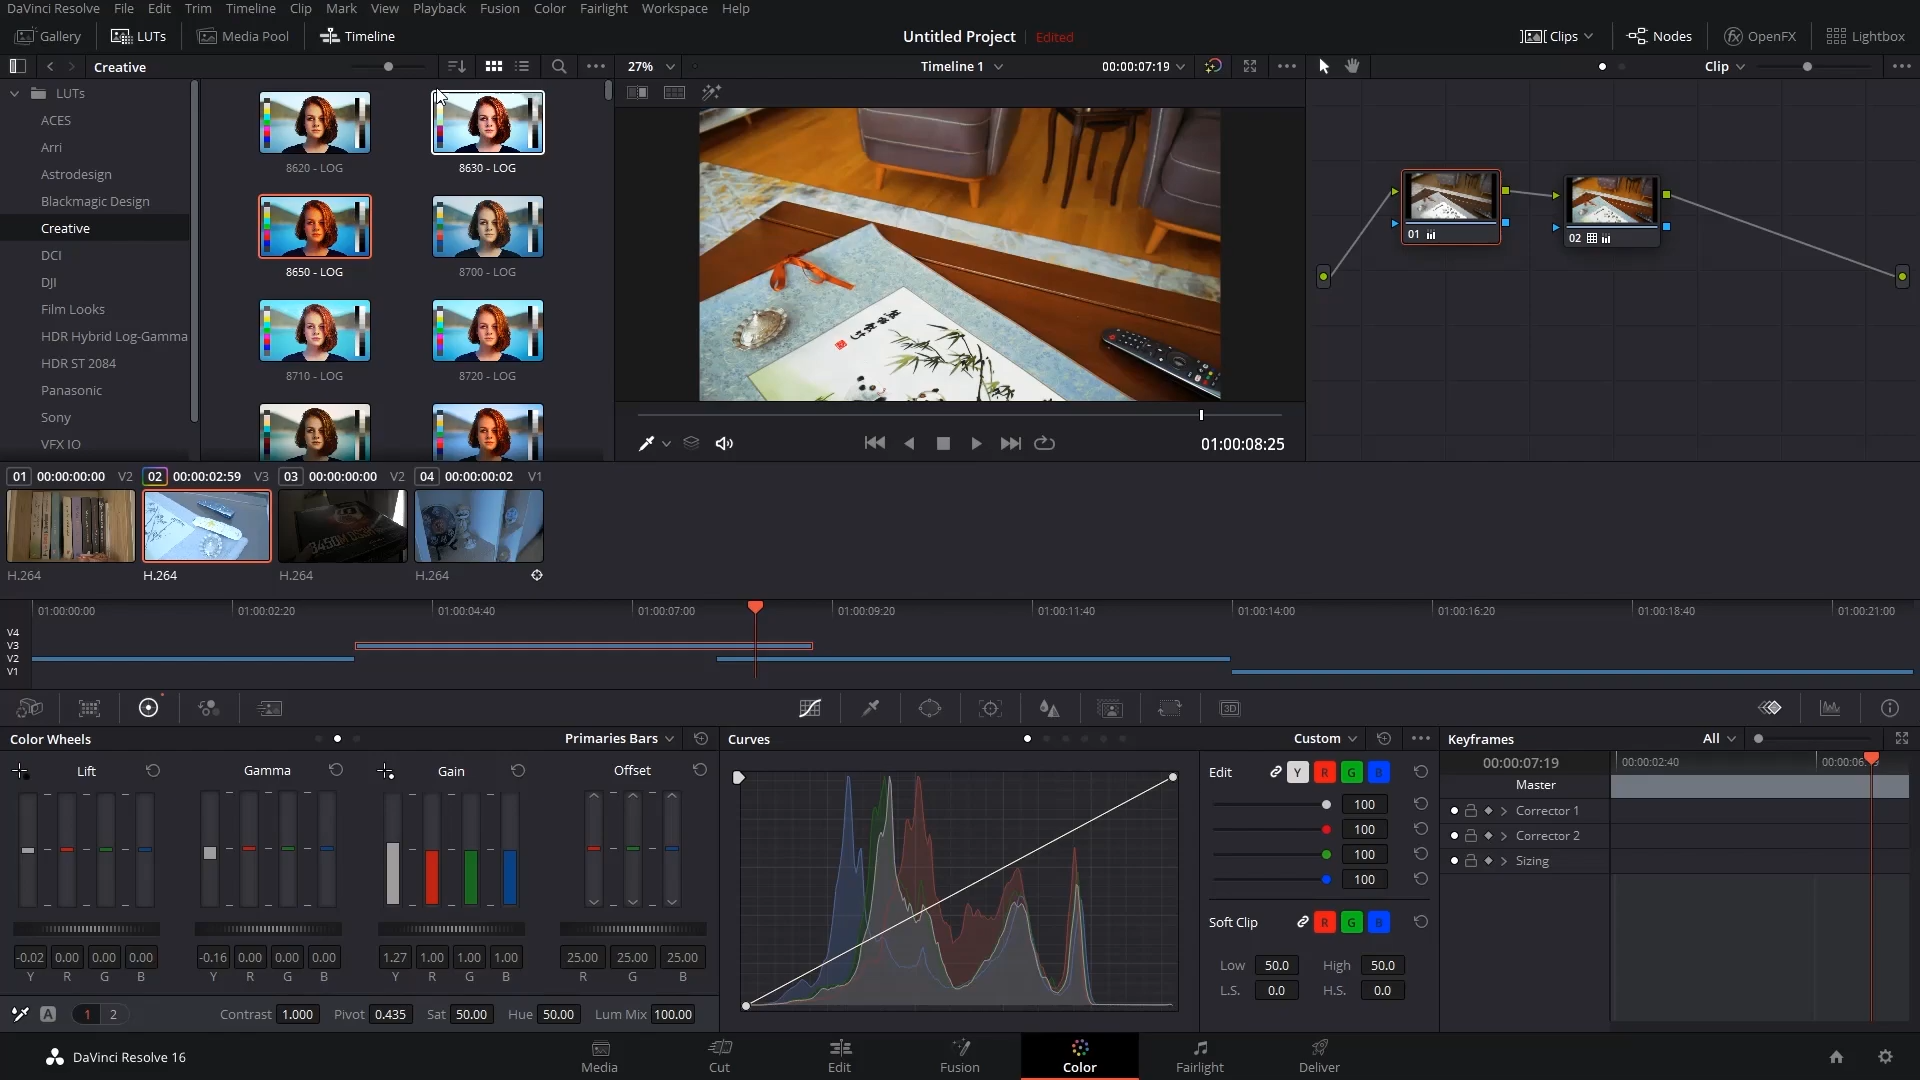 DaVinci Resolve File Edit Trim Timeline Clip Mark View Playback Fusion Color Fairlight Workspace Help
Gallery LUTs Media Pool Timeline Untitled Project Edited Clips Nodes OpenFX Lightbox
Creative 27% Timeline 1 00:00:07:19 Clip
LUTs
ACES
Arri
Astrodesign
Blackmagic Design
Creative
DCI
DJI
Film Looks
HDR Hybrid Log-Gamma
HDR ST 2084
Panasonic
Sony
VFX IO
8620 - LOG 8630 - LOG
8650 - LOG 8700 - LOG
8710 - LOG 8720 - LOG
01:00:08:25
01
02
01 00:00:00:00 V2 02 00:00:02:59 V3 03 00:00:00:00 V2 04 00:00:00:02 V1
H.264 H.264 H.264 H.264
01:00:00:00 01:00:02:20 01:00:04:40 01:00:07:00 01:00:09:20 01:00:11:40 01:00:14:00 01:00:16:20 01:00:18:40 01:00:21:00
V4
V3
V2
V1
3D
Color Wheels Primaries Bars
Lift Gamma Gain Offset
-0.02 0.00 0.00 0.00 -0.16 0.00 0.00 0.00 1.27 1.00 1.00 1.00 25.00 25.00 25.00
Y R G B Y R G B Y R G B R G B
A 1 2 Contrast 1.000 Pivot 0.435 Sat 50.00 Hue 50.00 Lum Mix 100.00
Curves Custom
Edit Y R G B
100
100
100
100
Soft Clip R G B
Low 50.0 High 50.0
L.S. 0.0 H.S. 0.0
Keyframes All
00:00:07:19 00:00:02:40
Master
Corrector 1
Corrector 2
Sizing
DaVinci Resolve 16 Media Cut Edit Fusion Color Fairlight Deliver